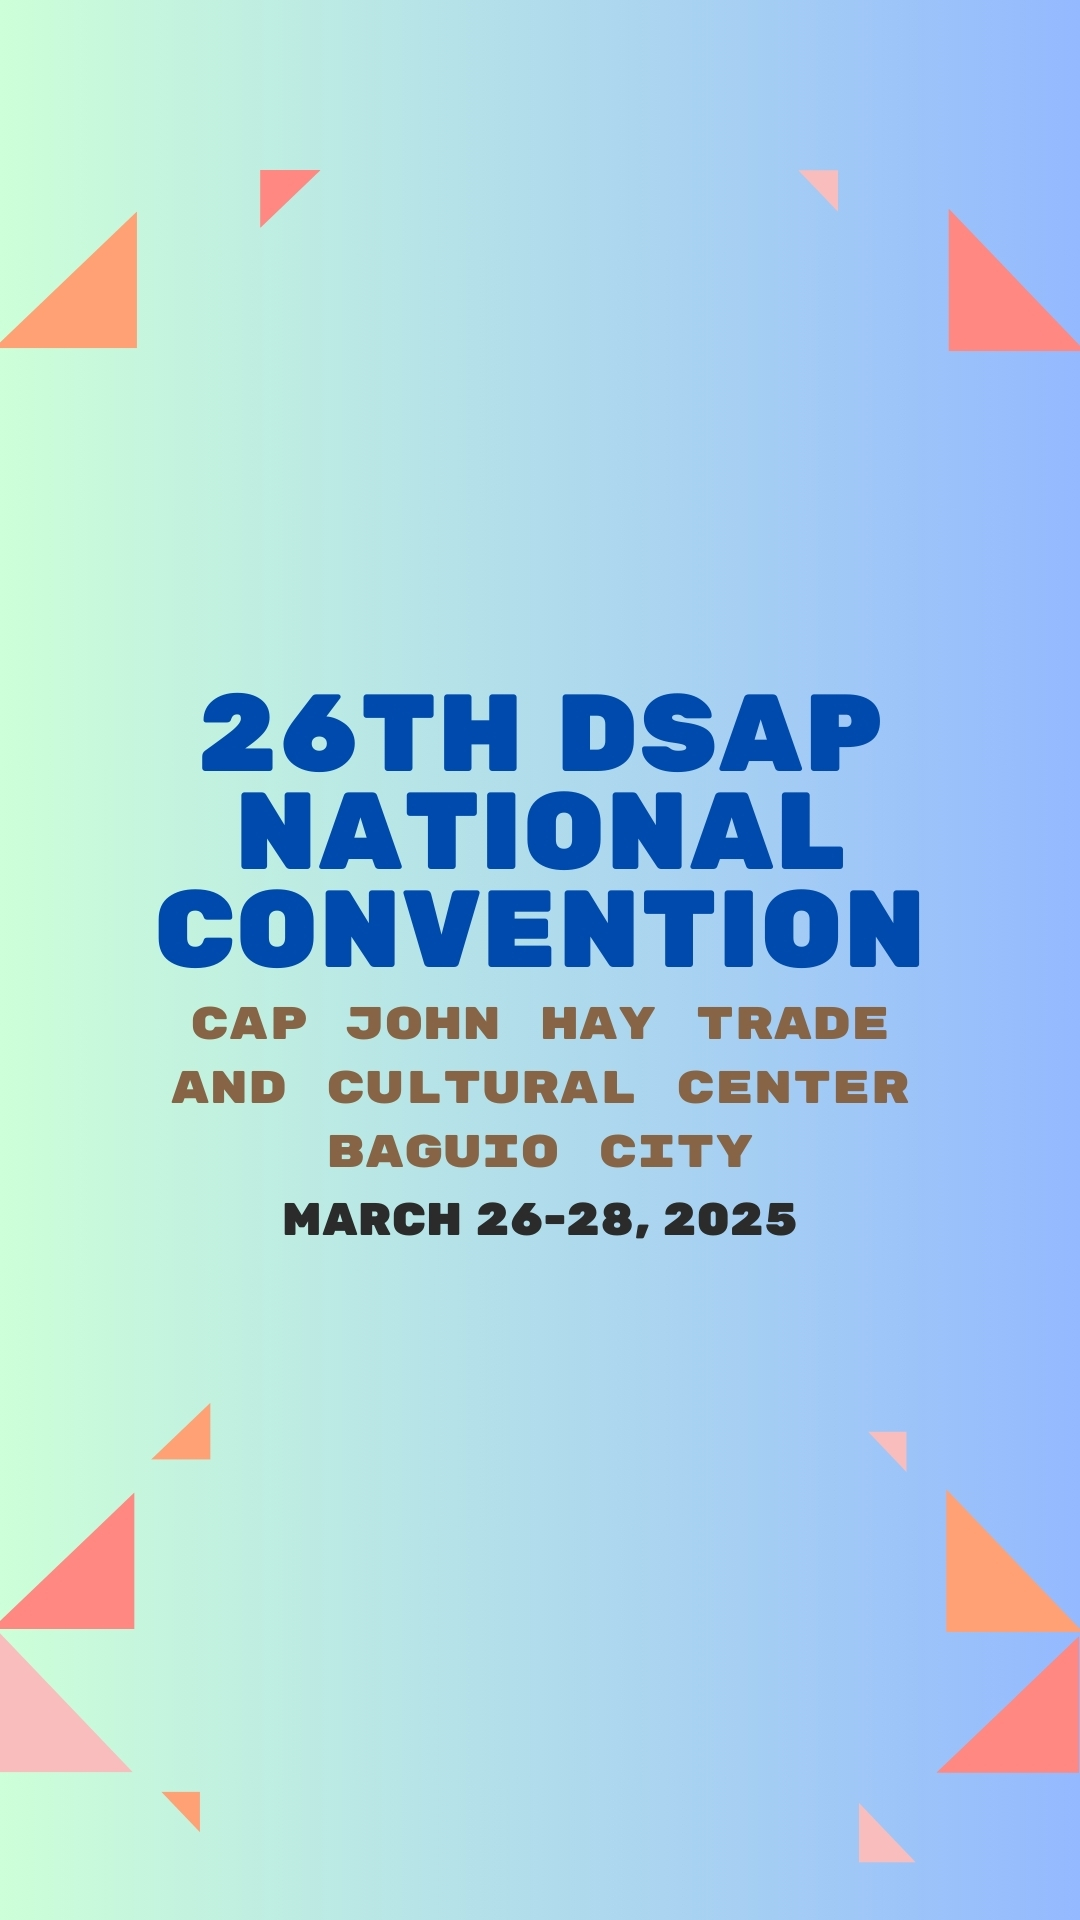 26TH DSAP
NATIONAL
CONVENTION
CAP JOHN HAY TRADE
AND CULTURAL CENTER
BAGUIO CITY
MARCH 26-28, 2025